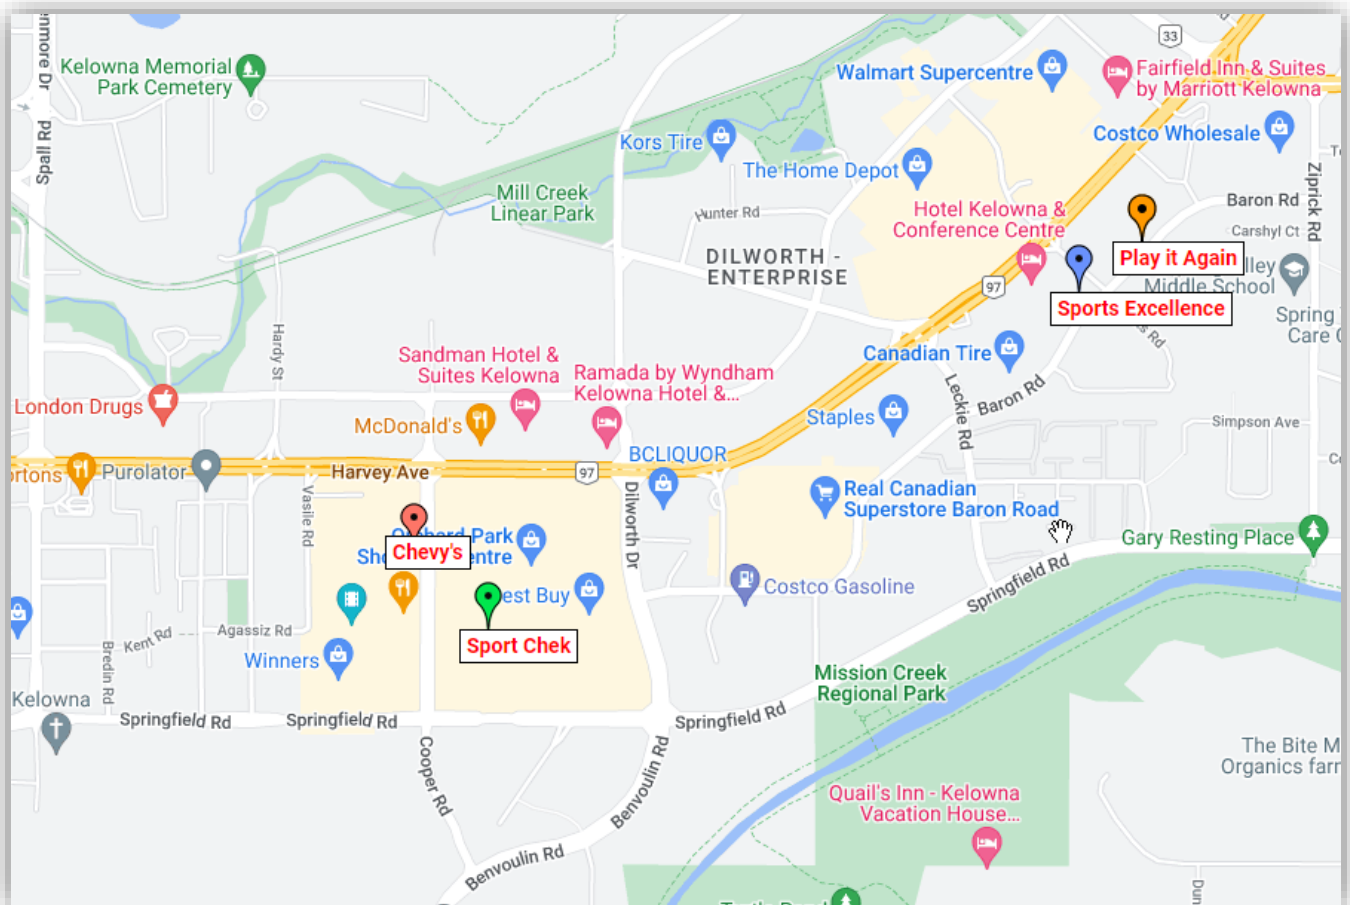 33
Kelowna Memorial
Park Cemetery
Walmart Supercentre
Fairfield Inn & Suites
by Marriott Kelowna
Spall Rd
Kors Tire
Costco Wholesale
The Home Depot
Ziprick Rd
Mill Creek
Linear Park
Hunter Rd
Hotel Kelowna &
Conference Centre
Baron Rd
Carshyl Ct
DILWORTH -
ENTERPRISE
Play it Again
Middle School
97
Sports Excellence
Spring
Care
Hardy St
Sandman Hotel &
Suites Kelowna
Ramada by Wyndham
Kelowna Hotel &...
Canadian Tire
Leckie Rd
Baron Rd
London Drugs
McDonald's
Staples
Simpson Ave
BCLIQUOR
Purolator
Harvey Ave
97
Vasile Rd
Dilworth Dr
Real Canadian
Superstore Baron Road
Chevy's
Park
Gary Resting Place
Springfield Rd
Costco Gasoline
Sport Chek
Buy
Kent Rd
Agassiz Rd
Bredin Rd
Winners
Mission Creek
Regional Park
Kelowna
Springfield Rd
Springfield Rd
Springfield Rd
Cooper Rd
Benvoulin Rd
The Bite
Organics
Quail's Inn - Kelowna
Vacation House...
Benvoulin Rd